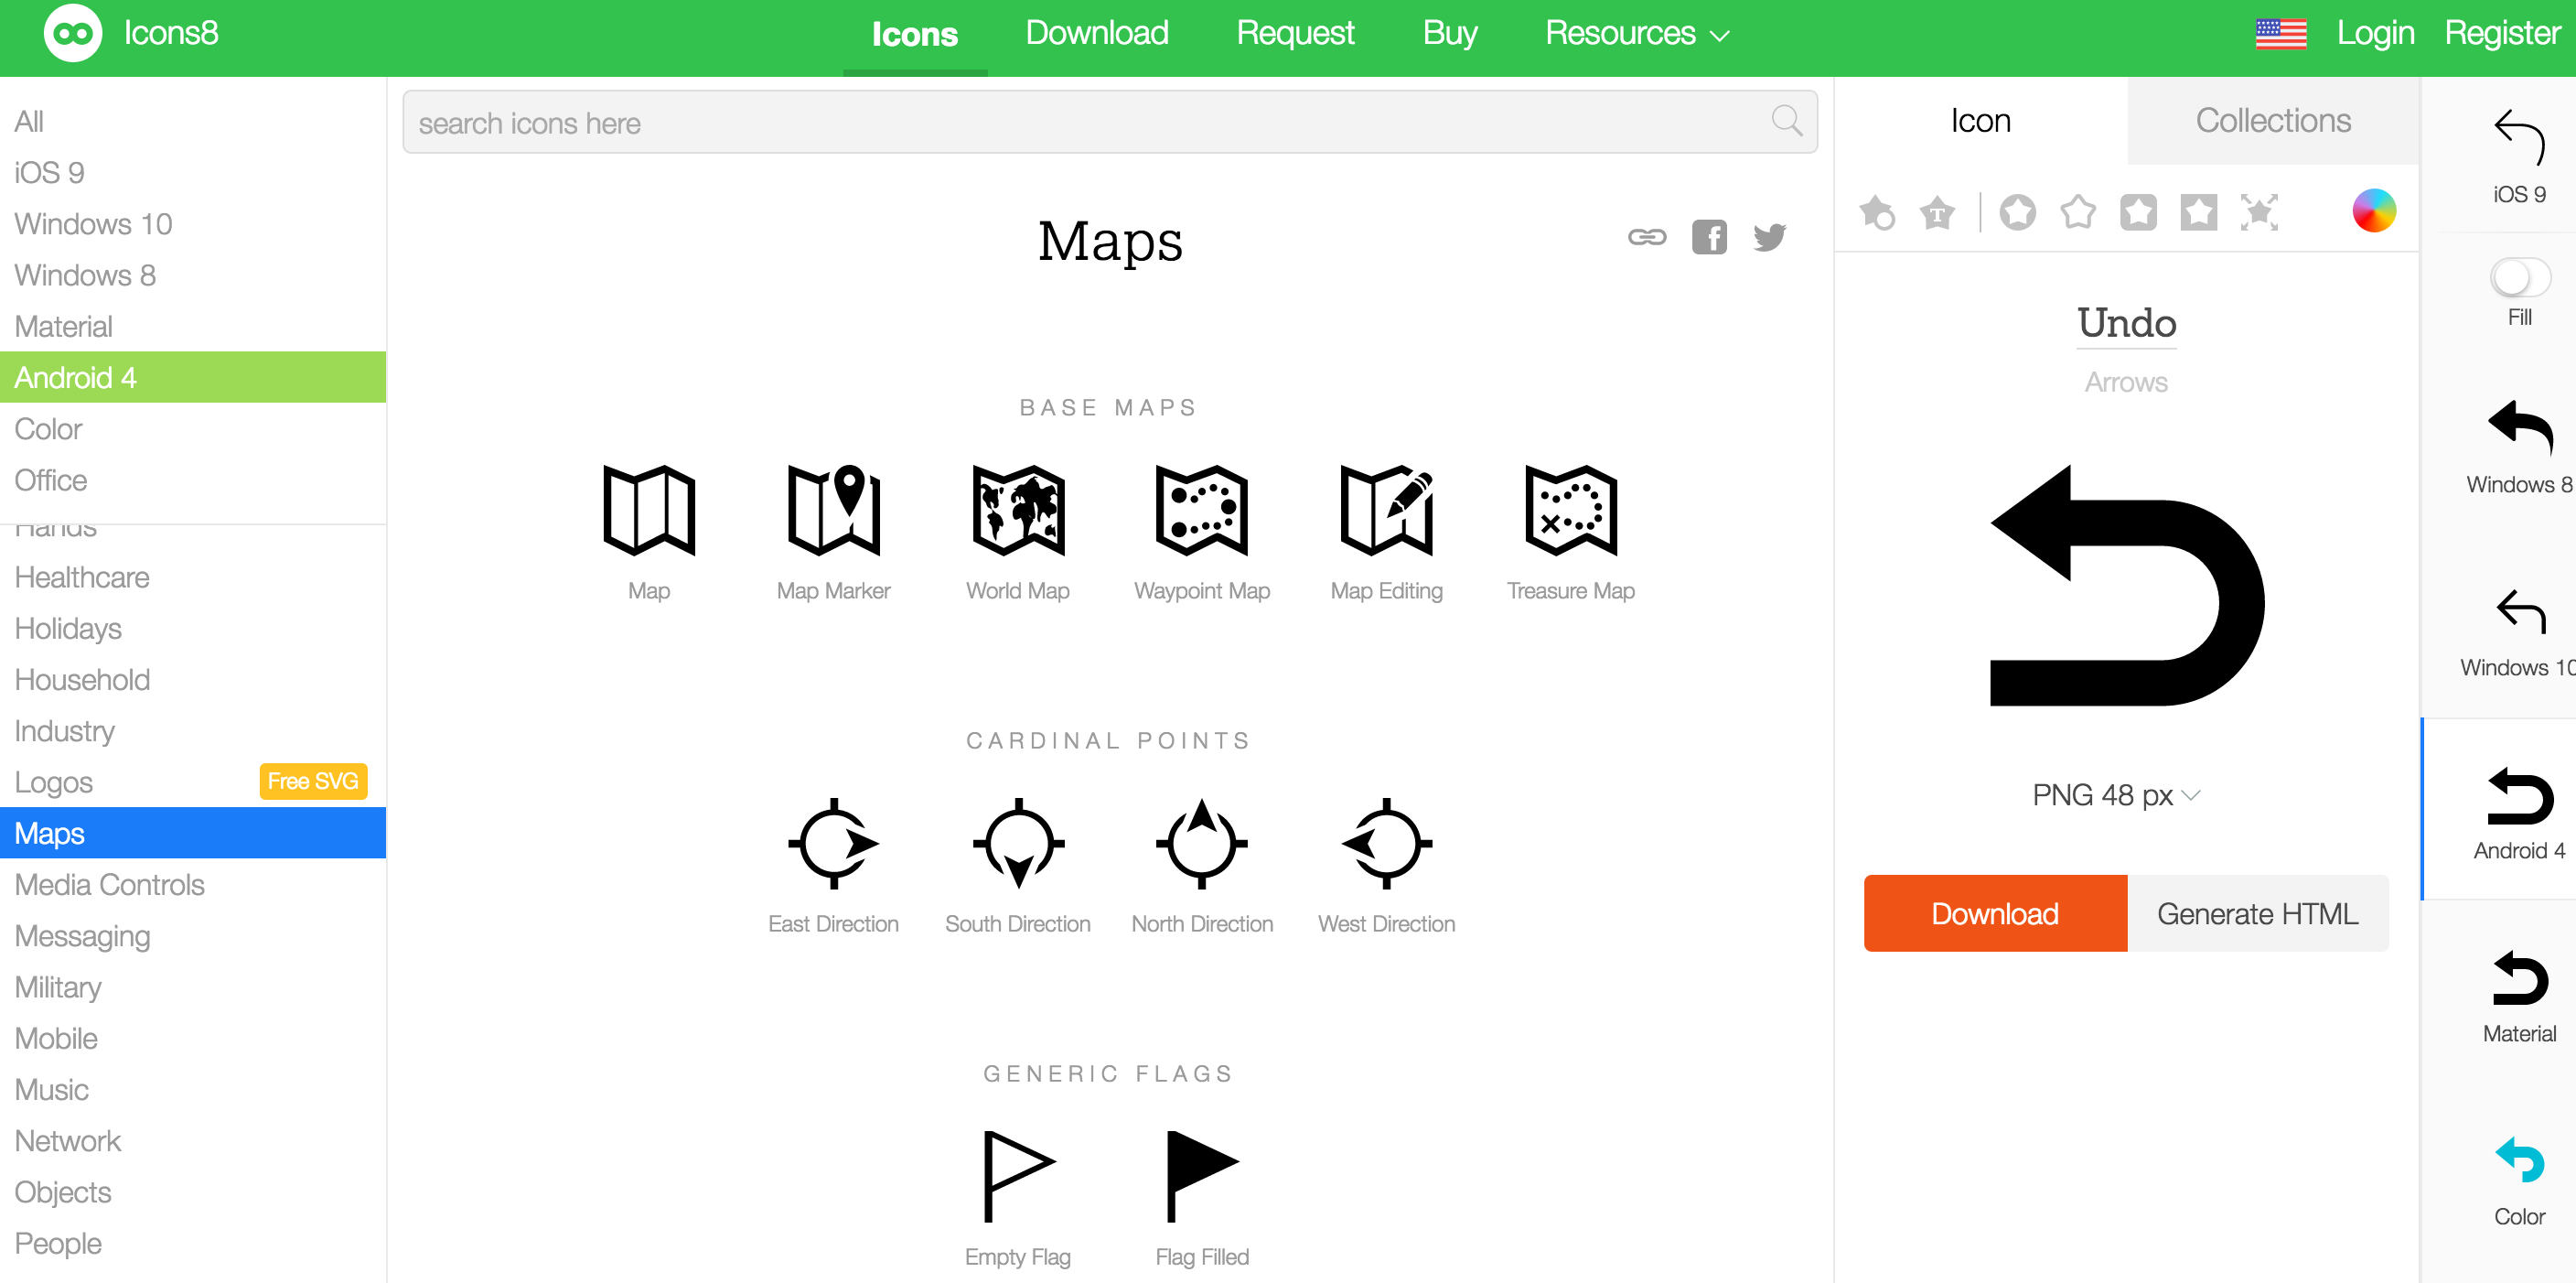 Icons8
Icons Download Request Buy Resources
Login Register
All
iOS 9
Windows 10
Windows 8
Material
Android 4
Color
Office
Hands
Healthcare
Holidays
Household
Industry
Logos Free SVG
Maps
Media Controls
Messaging
Military
Mobile
Music
Network
Objects
People
search icons here
Maps
BASE MAPS
Map Map Marker World Map Waypoint Map Map Editing Treasure Map
CARDINAL POINTS
East Direction South Direction North Direction West Direction
GENERIC FLAGS
Empty Flag Flag Filled
Icon Collections
T
Undo
Arrows
PNG 48 px
Download Generate HTML
iOS 9
Fill
Windows 8
Windows 10
Android 4
Material
Color